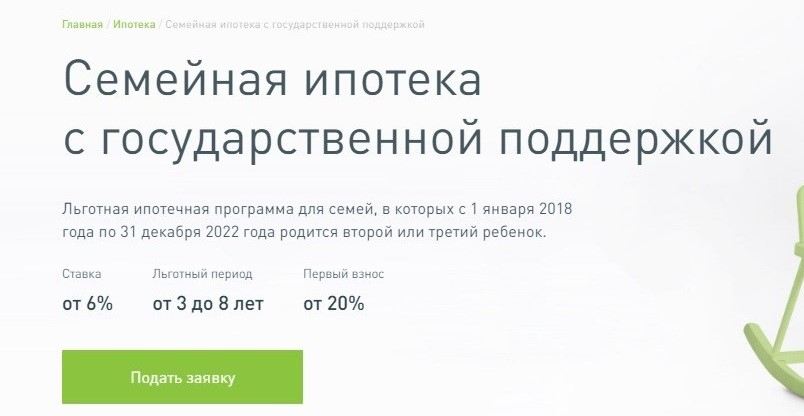 Главная / Ипотека / Семейная ипотека с государственной поддержкой
Семейная ипотека
с государственной поддержкой
Льготная ипотечная программа для семей, в которых с 1 января 2018
года по 31 декабря 2022 года родится второй или третий ребенок.
Ставка Льготный период Первый взнос
от 6% от 3 до 8 лет от 20%
Подать заявку